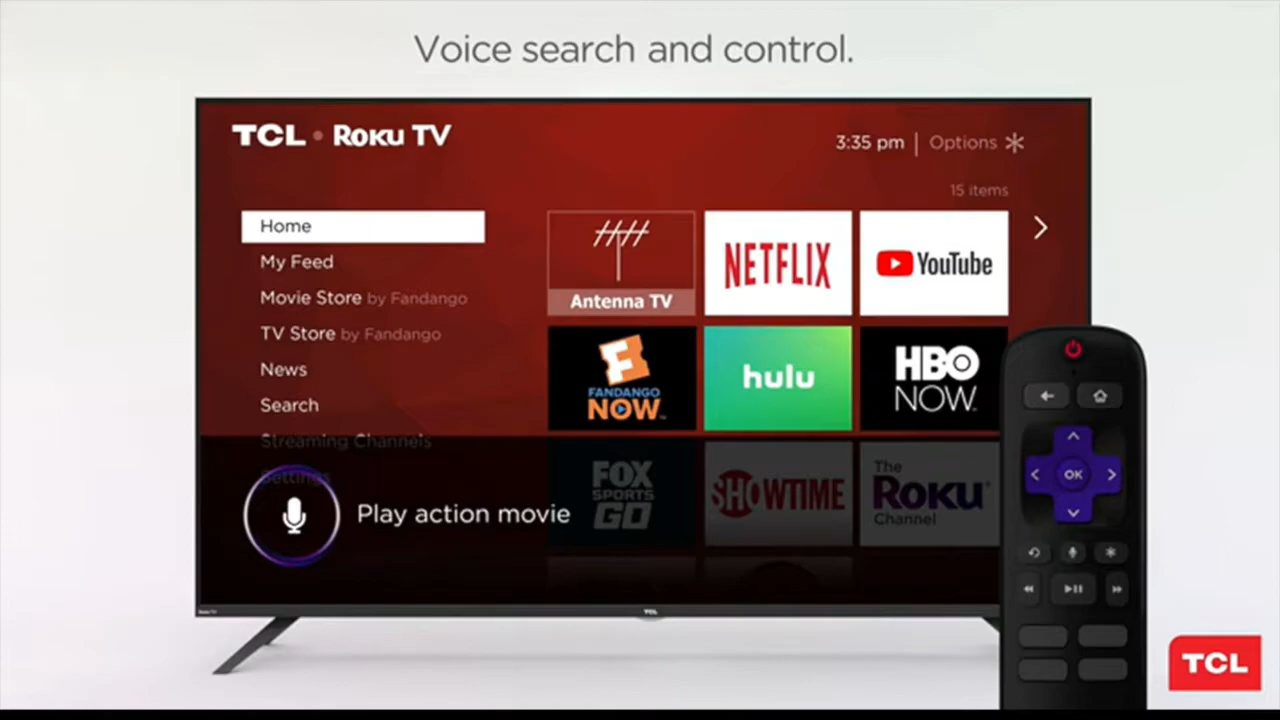 Voice search and control.
TCL • Roku TV
3:35 pm | Options
15 items
Home
My Feed
Movie Store by Fandango
TV Store by Fandango
News
Search
Streaming Channels
Settings
Antenna TV
NETFLIX
YouTube
FANDANGO
NOW
hulu
HBO
NOW
FOX
SPORTS
GO
SHOWTIME
The
Roku
Channel
Play action movie
OK
TCL
TCL